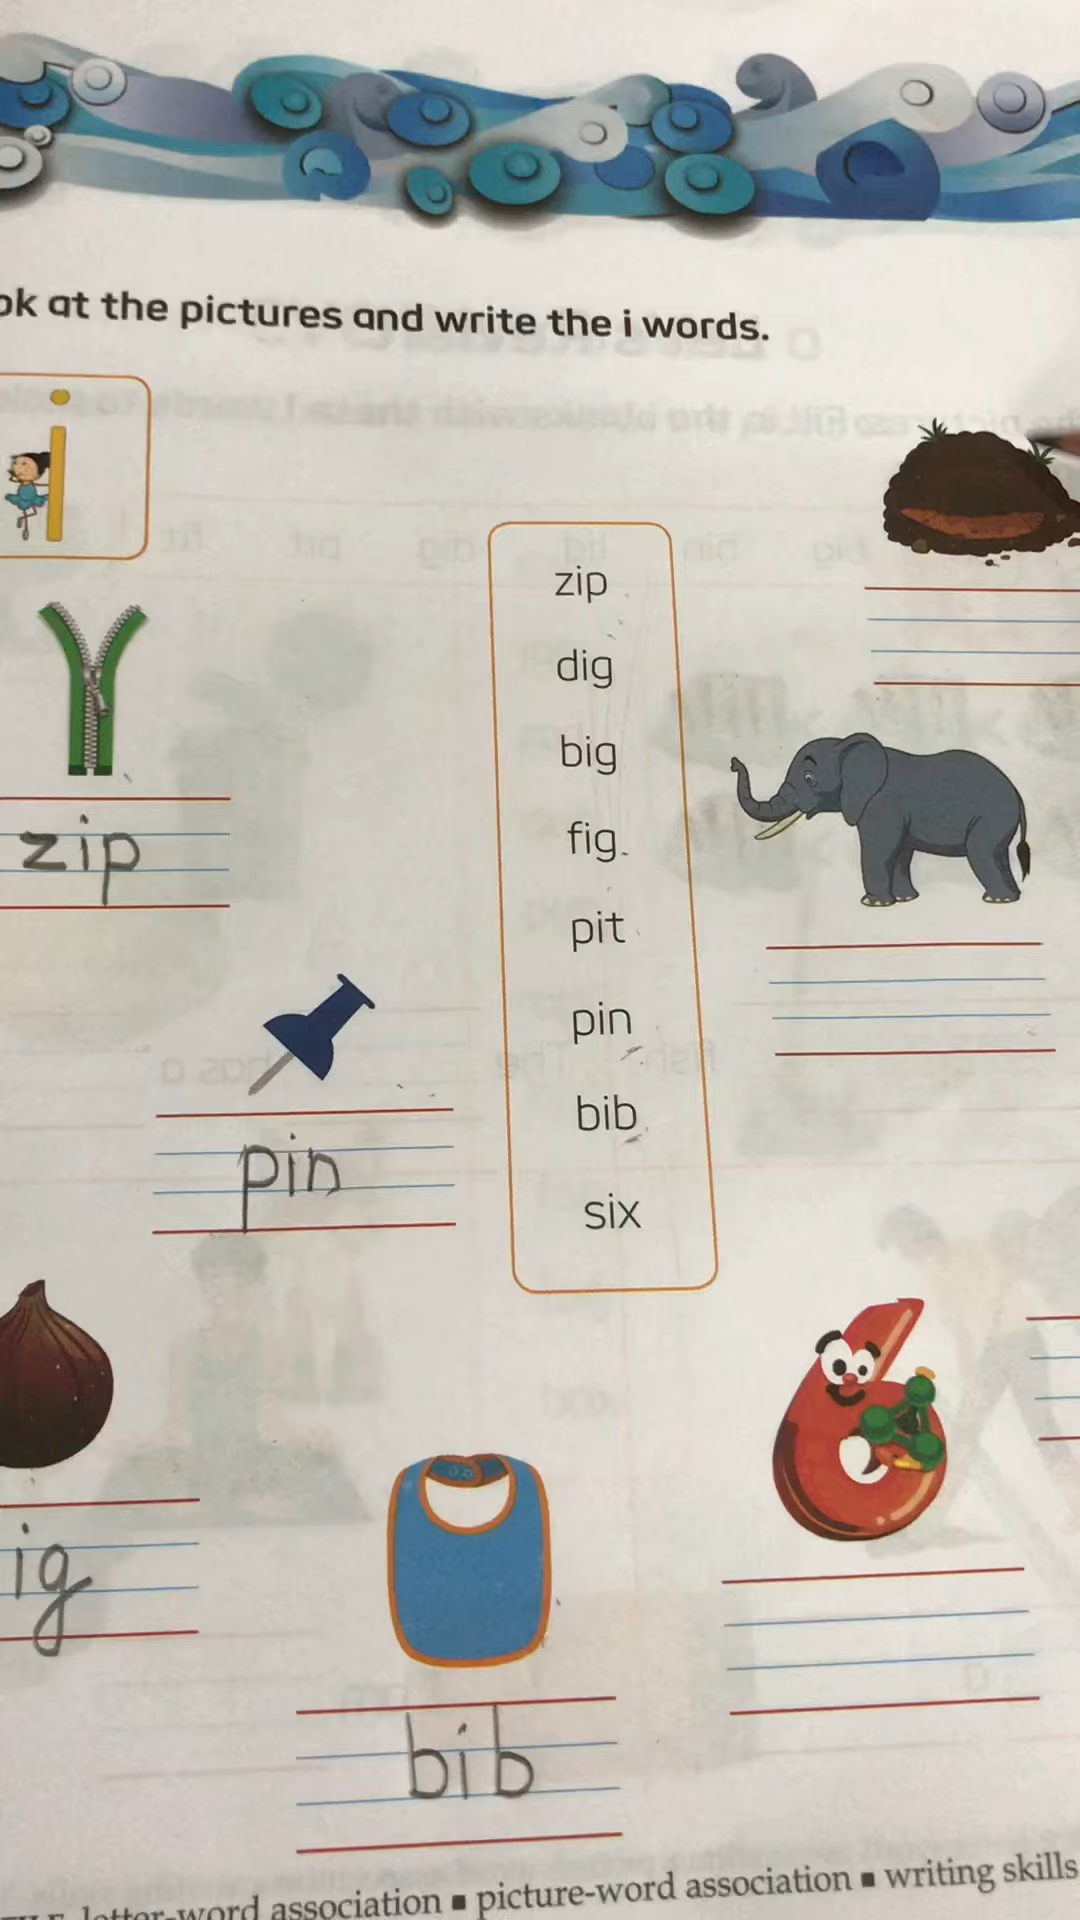 ok at the pictures and write the i words.
i
zip
dig
big
fig
pit
pin
bib
six
zip
pin
ig
6
bib
letter-word association ▪ picture-word association ▪ writing skills